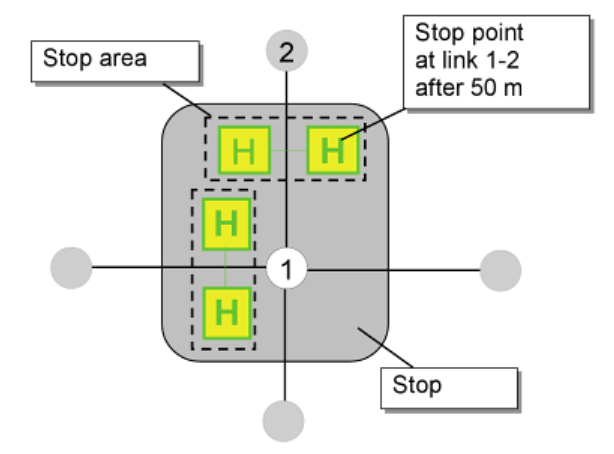 2
Stop area
Stop point
at link 1-2
after 50 m
H H
H
1
H
Stop